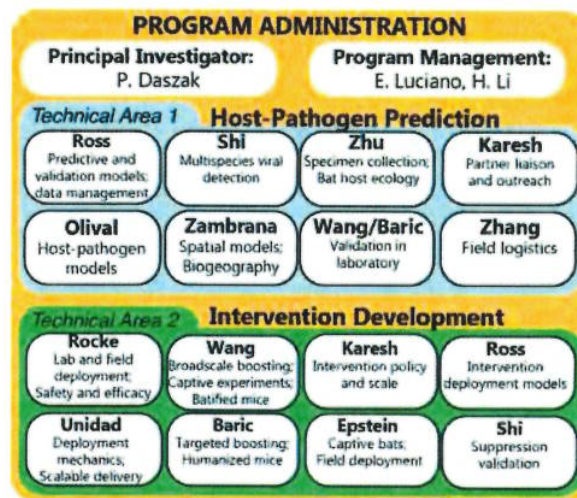 PROGRAM ADMINISTRATION
Principal Investigator:
P. Daszak
Program Management:
E. Luciano, H. Li
Technical Area 1
Host-Pathogen Prediction
Ross
Predictive and
validation models;
data management
Shi
Multispecies viral
detection
Zhu
Specimen collection;
Bat host ecology
Karesh
Partner liaison
and outreach
Olival
Host-pathogen
models
Zambrana
Spatial models;
Biogeography
Wang/Baric
Validation in
laboratory
Zhang
Field logistics
Technical Area 2
Intervention Development
Rocke
Lab and field
deployment;
Safety and efficacy
Wang
Broadscale boosting;
Captive experiments;
Batified mice
Karesh
Intervention policy
and scale
Ross
Intervention
deployment models
Unidad
Deployment
mechanics;
Scalable delivery
Baric
Targeted boosting;
Humanized mice
Epstein
Captive bats;
Field deployment
Shi
Suppression
validation